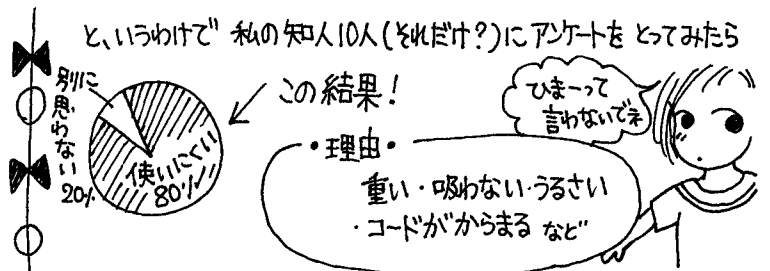 と、いうわけで 私の知人10人(それだけ?)にアンケートを とってみたら
別に
思わない
20%
使いにくい
80%
この結果!
ひまーって
言わないでネ
・理由・
重い・吸わない・うるさい
・コードがからまる など